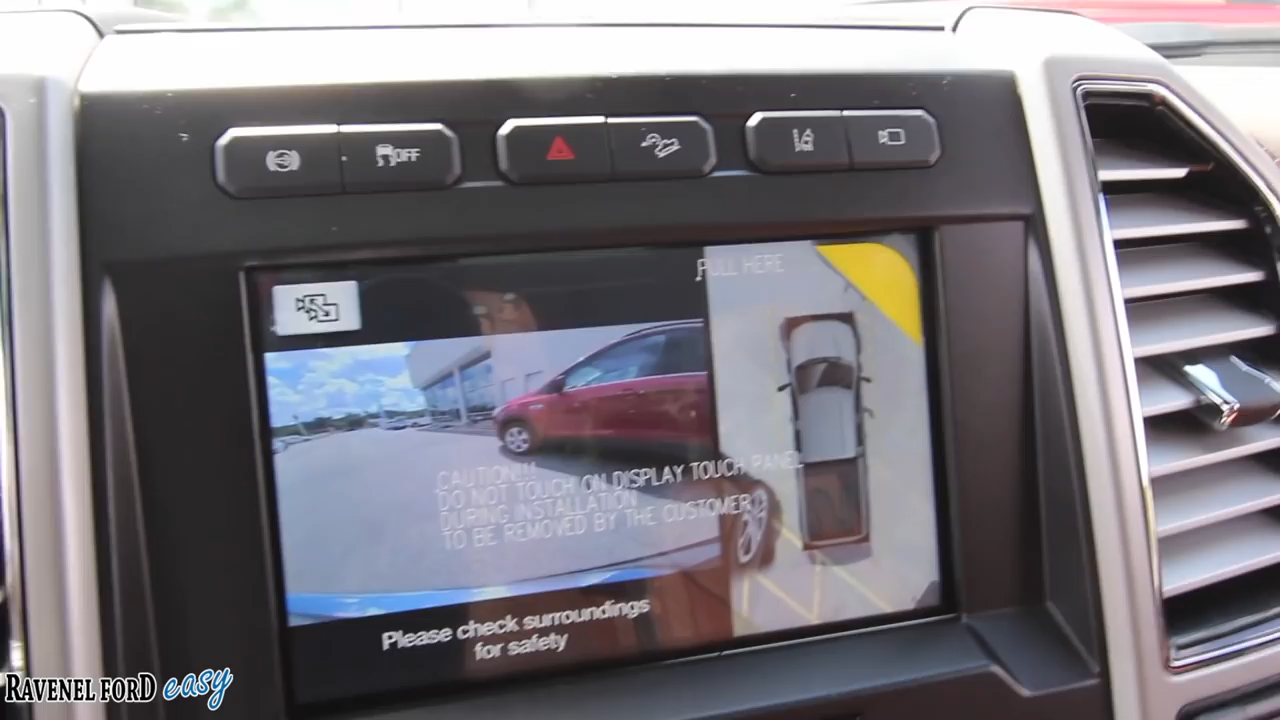 OFF
PULL HERE
CAUTION!!!
DO NOT TOUCH ON DISPLAY TOUCH PANEL
DURING INSTALLATION
TO BE REMOVED BY THE CUSTOMER
Please check surroundings
for safety
RAVENEL FORD easy